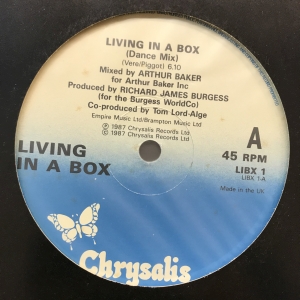 LIVING IN A BOX
(Dance Mix)
(Vere/Piggot) 6.10
Mixed by ARTHUR BAKER
for Arthur Baker Inc
Produced by RICHARD JAMES BURGESS
(for the Burgess WorldCo)
Co-produced by Tom Lord-Alge
Empire Music Ltd/Brampton Music Ltd
℗ 1987 Chrysalis Records Ltd.
© 1987 Chrysalis Records Ltd.
LIVING
IN A BOX
A
45 RPM
LIBX 1
LIBX 1-A
Made in the UK
Chrysalis